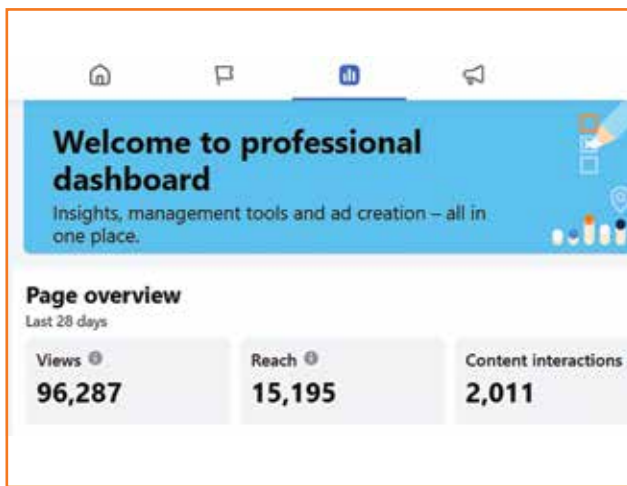 Welcome to professional
dashboard
Insights, management tools and ad creation – all in
one place.
Page overview
Last 28 days
Views
Reach
Content interactions
96,287
15,195
2,011